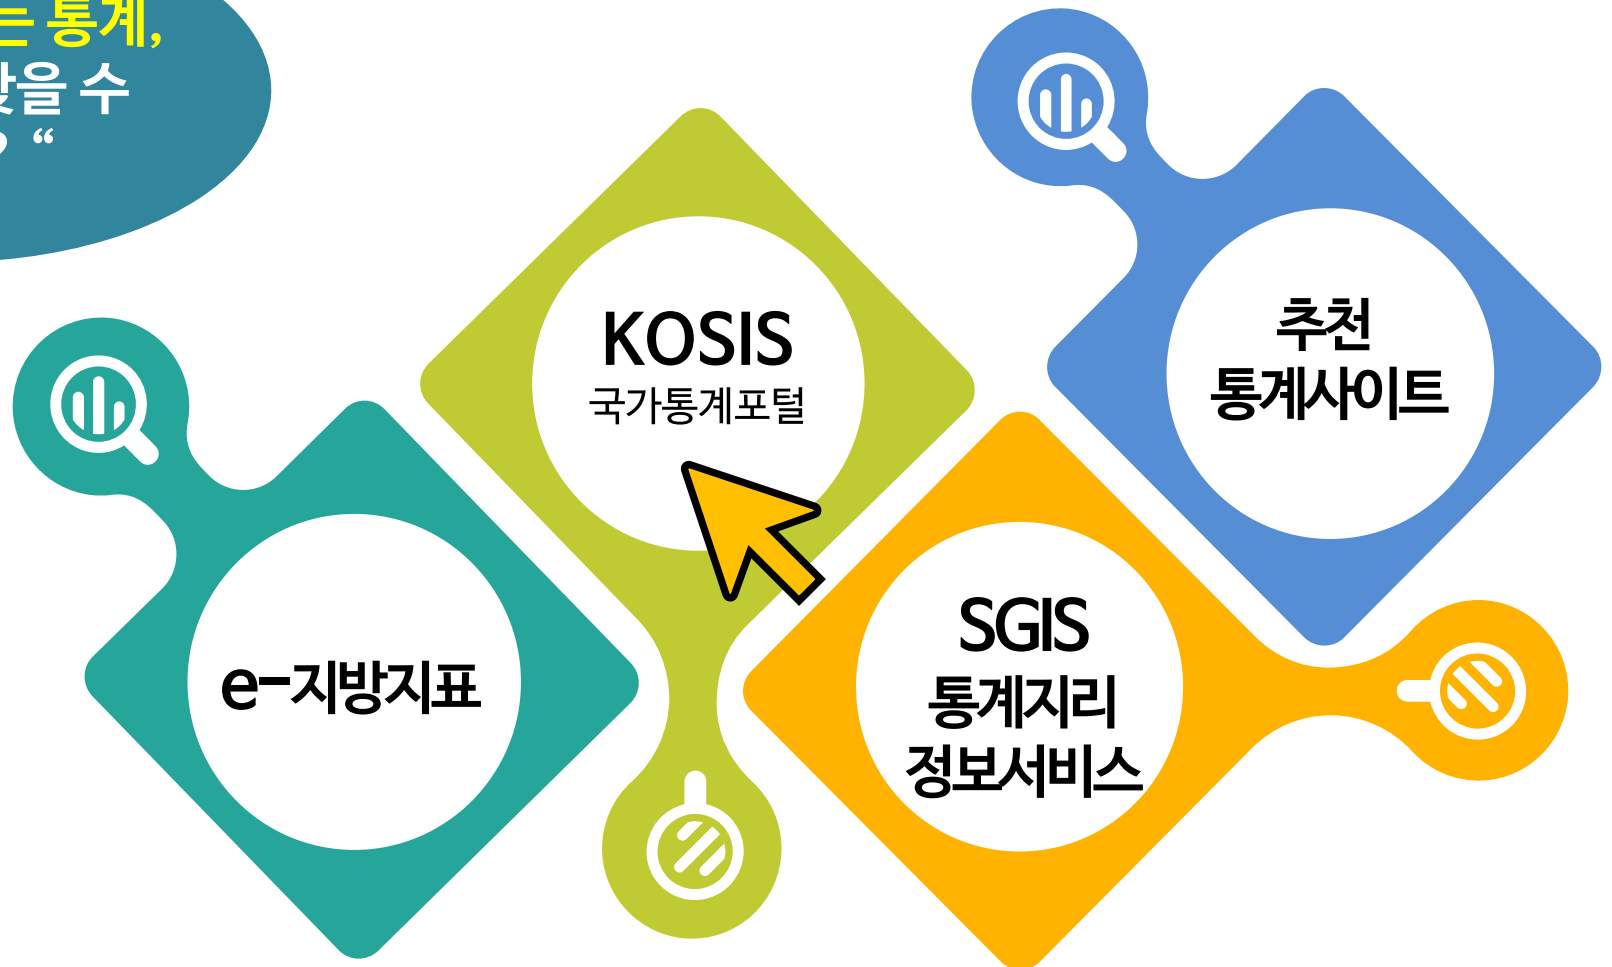 는 통계,
찾을 수
? “
KOSIS
국가통계포털
추천
통계사이트
e-지방지표
SGIS
통계지리
정보서비스